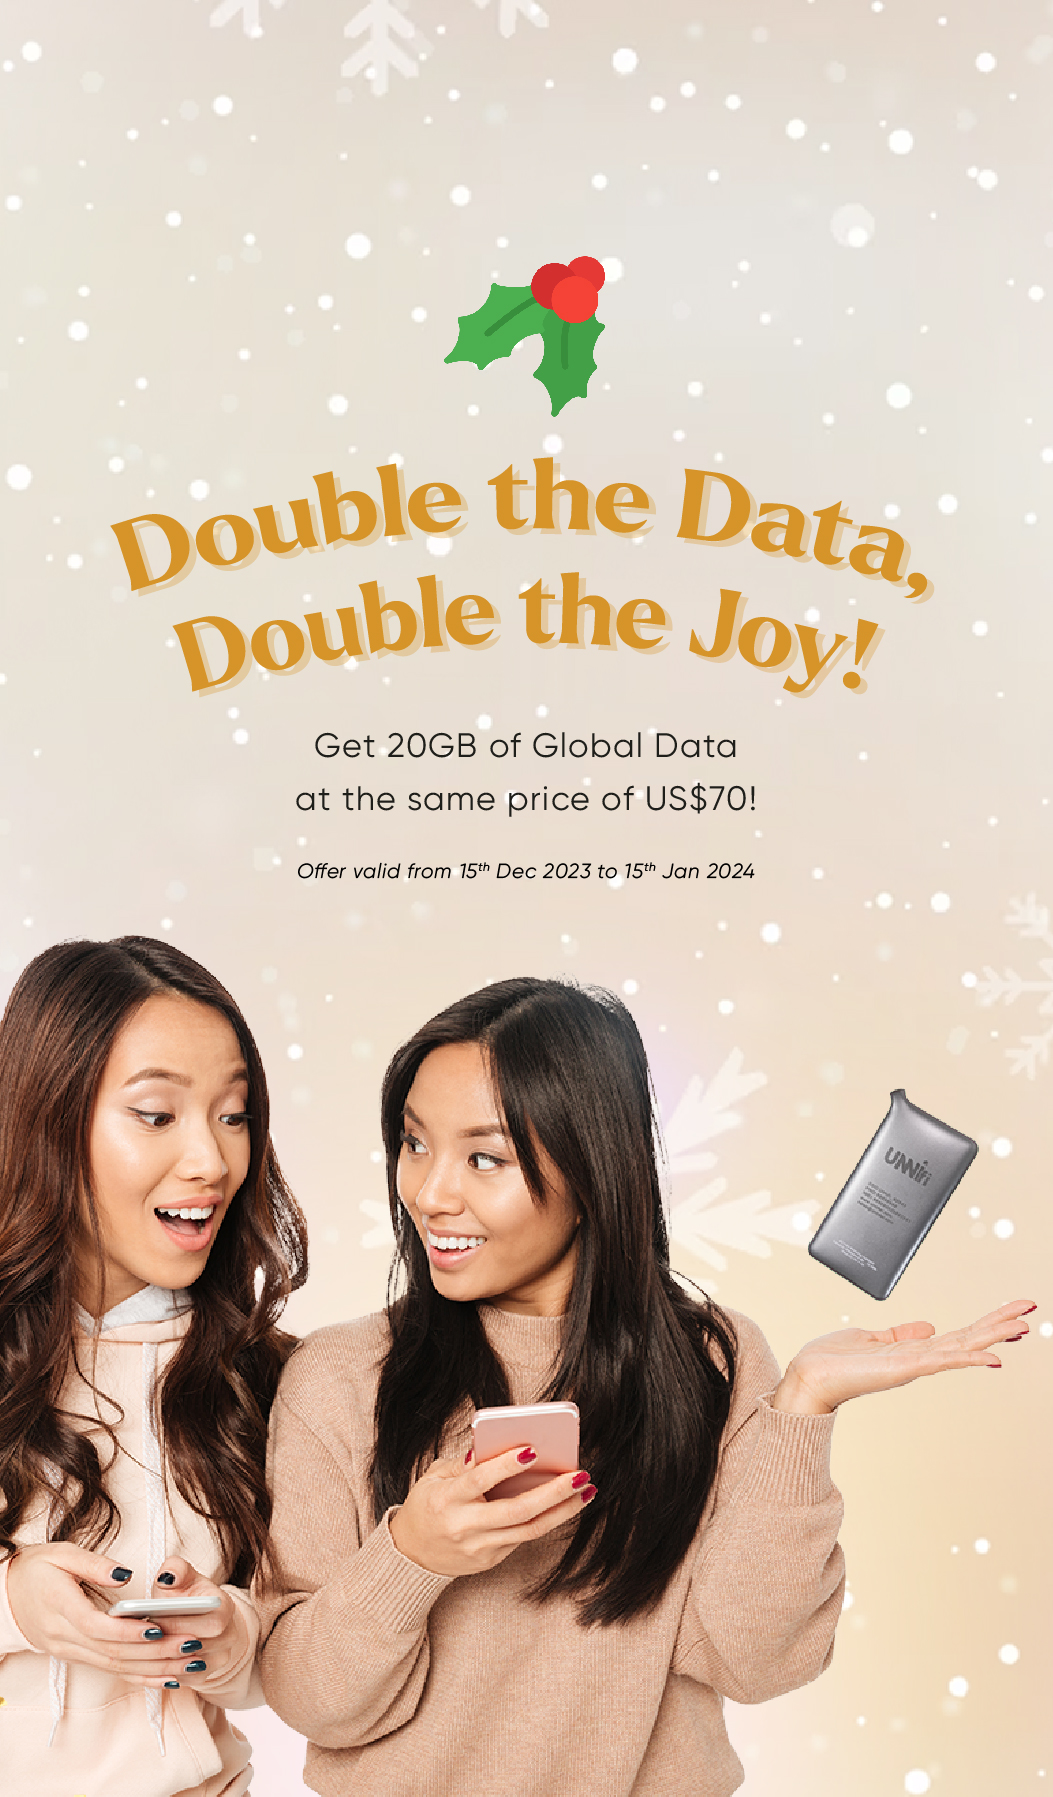 Double the Data,
Double the Joy!
Get 20GB of Global Data
at the same price of US$70!
Offer valid from 15th Dec 2023 to 15th Jan 2024
UNIWifi